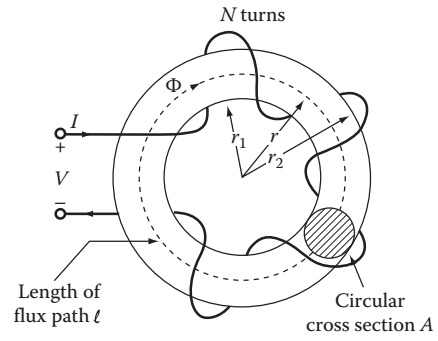 N turns
Φ
I
+
V
–
r₁
r
r₂
Length of
flux path ℓ
Circular
cross section A